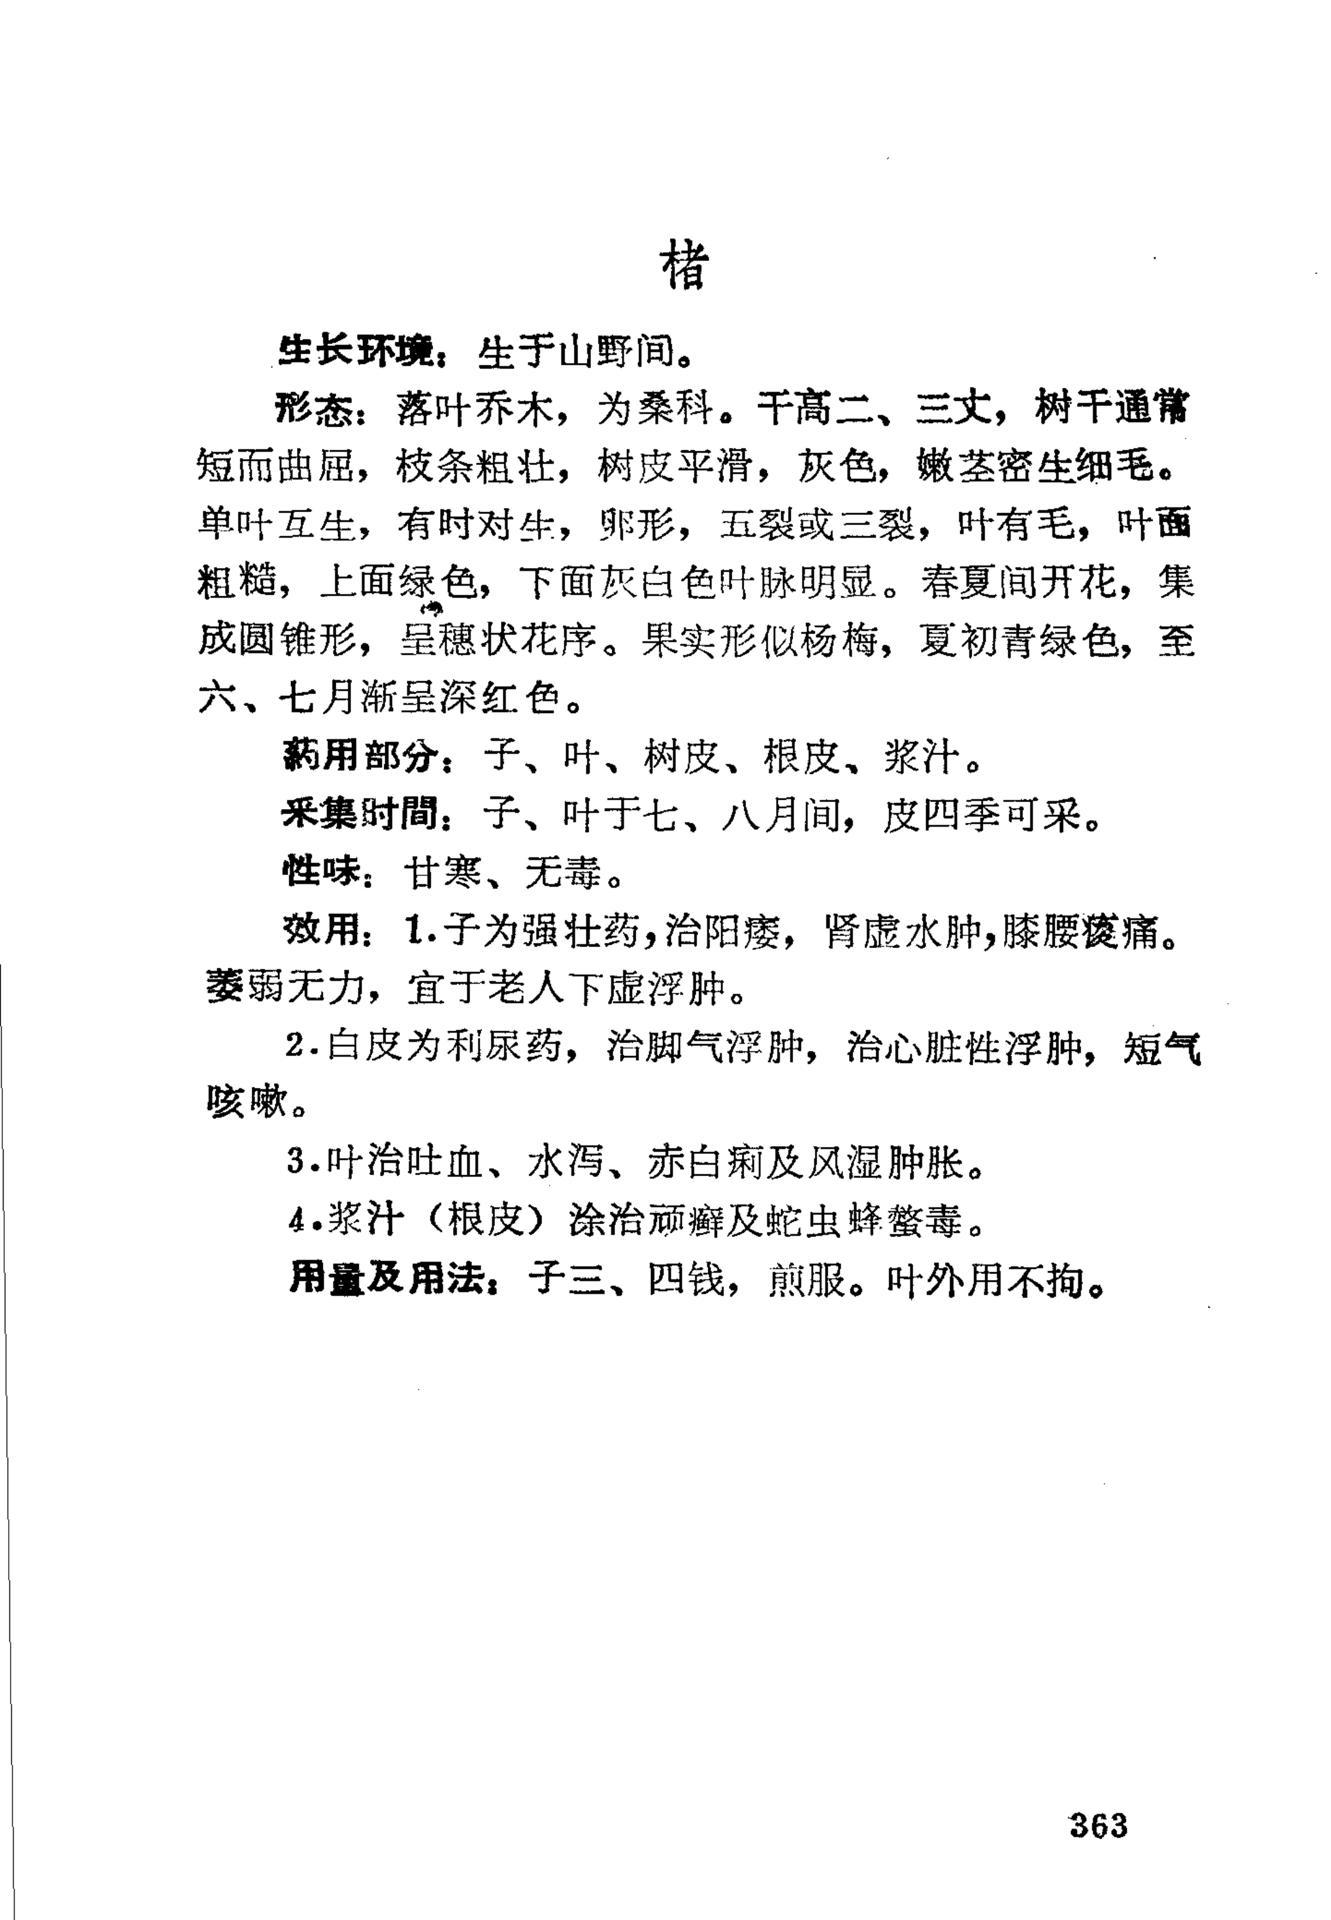 楮
生长环境：生于山野间。
形态：落叶乔木，为桑科。干高二、三丈，树干通常
短而曲屈，枝条粗壮，树皮平滑，灰色，嫩茎密生细毛。
单叶互生，有时对生，卵形，五裂或三裂，叶有毛，叶面
粗糙，上面绿色，下面灰白色叶脉明显。春夏间开花，集
成圆锥形，呈穗状花序。果实形似杨梅，夏初青绿色，至
六、七月渐呈深红色。
药用部分：子、叶、树皮、根皮、浆汁。
采集时間：子、叶于七、八月间，皮四季可采。
性味：甘寒、无毒。
效用：1.子为强壮药，治阳痿，肾虚水肿，膝腰痠痛。
萎弱无力，宜于老人下虚浮肿。
2.白皮为利尿药，治脚气浮肿，治心脏性浮肿，短气
咳嗽。
3.叶治吐血、水泻、赤白痢及风湿肿胀。
4.浆汁（根皮）涂治顽癣及蛇虫蜂螫毒。
用量及用法：子三、四钱，煎服。叶外用不拘。
363